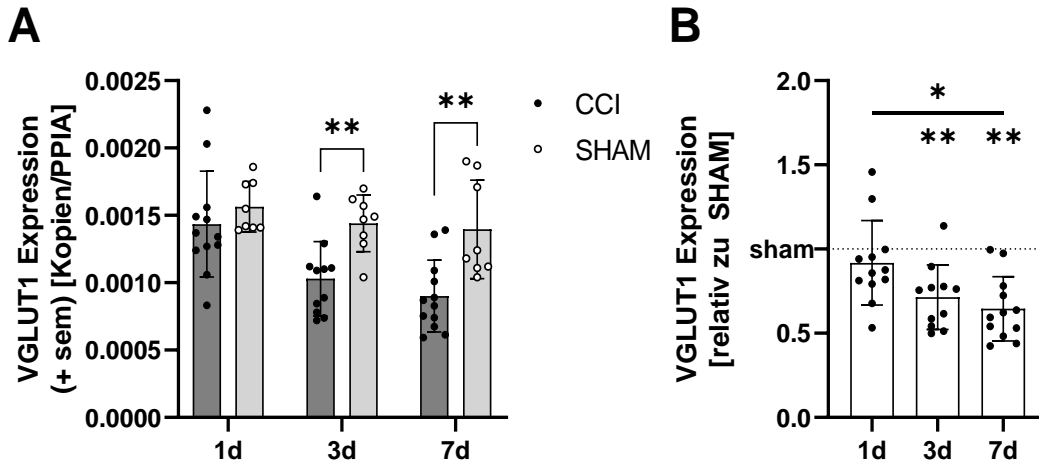 A
VGLUT1 Expression
(+ sem) [Kopien/PPIA]
0.0025
0.0020
0.0015
0.0010
0.0005
0.0000
**
**
1d
3d
7d
CCI
SHAM
B
VGLUT1 Expression
[relativ zu SHAM]
2.0
1.5
sham
0.5
0.0
*
**
**
1d
3d
7d